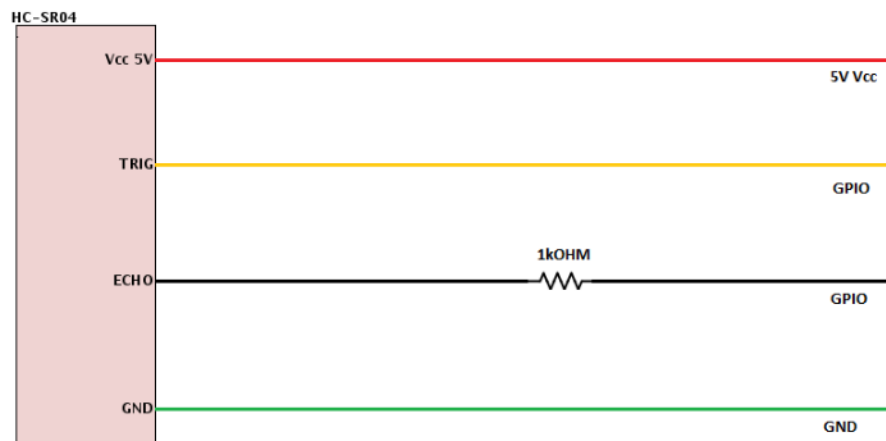 HC-SR04
Vcc 5V
5V Vcc
TRIG
GPIO
1kOHM
ECHO
GPIO
GND
GND